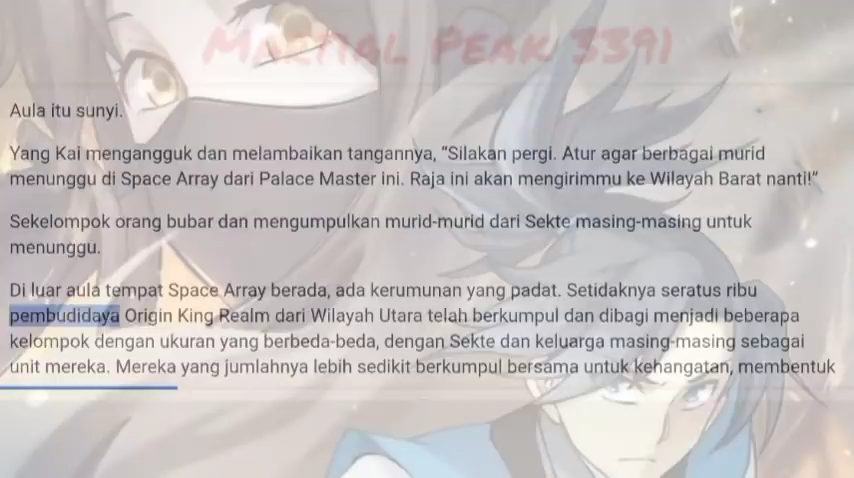 Martial Peak 3391
Aula itu sunyi.
Yang Kai mengangguk dan melambaikan tangannya, “Silakan pergi. Atur agar berbagai murid
menunggu di Space Array dari Palace Master ini. Raja ini akan mengirimmu ke Wilayah Barat nanti!”
Sekelompok orang bubar dan mengumpulkan murid-murid dari Sekte masing-masing untuk
menunggu.
Di luar aula tempat Space Array berada, ada kerumunan yang padat. Setidaknya seratus ribu
pembudidaya Origin King Realm dari Wilayah Utara telah berkumpul dan dibagi menjadi beberapa
kelompok dengan ukuran yang berbeda-beda, dengan Sekte dan keluarga masing-masing sebagai
unit mereka. Mereka yang jumlahnya lebih sedikit berkumpul bersama untuk kehangatan, membentuk